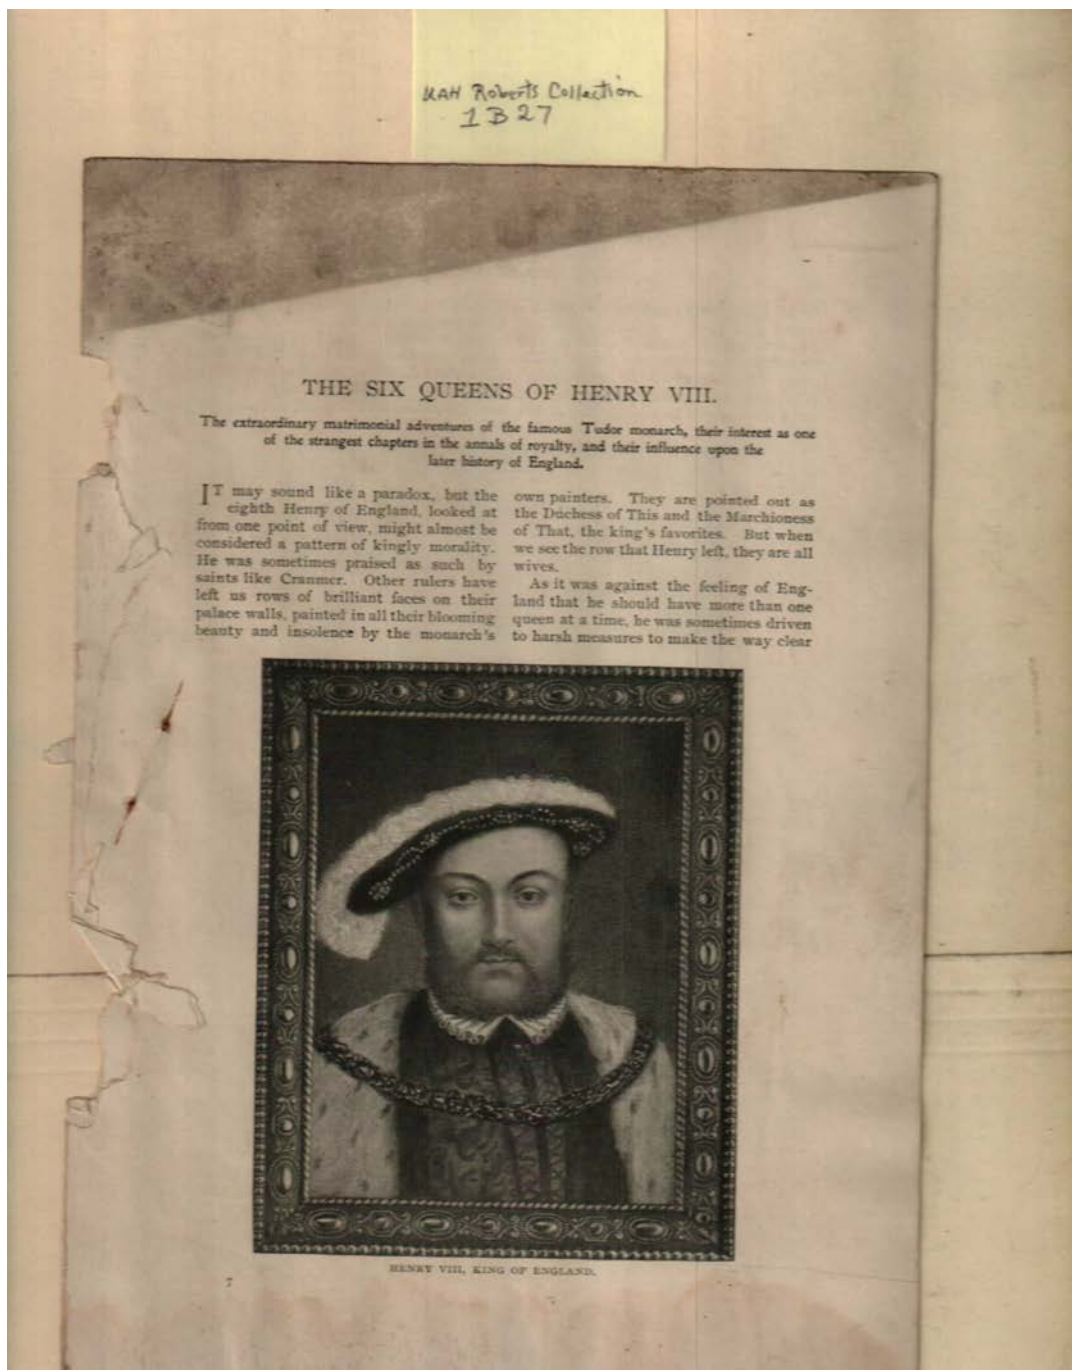 UAH Roberts Collection
1B27
THE SIX QUEENS OF HENRY VIII.
The extraordinary matrimonial adventures of the famous Tudor monarch, their interest as one
of the strangest chapters in the annals of royalty, and their influence upon the
later history of England.
IT may sound like a paradox, but the
eighth Henry of England, looked at
from one point of view, might almost be
considered a pattern of kingly morality.
He was sometimes praised as such by
saints like Cranmer. Other rulers have
left us rows of brilliant faces on their
palace walls, painted in all their blooming
beauty and insolence by the monarch's
own painters. They are pointed out as
the Duchess of This and the Marchioness
of That, the king's favorites. But when
we see the row that Henry left, they are all
wives.
As it was against the feeling of Eng-
land that he should have more than one
queen at a time, he was sometimes driven
to harsh measures to make the way clear
HENRY VIII, KING OF ENGLAND.
7